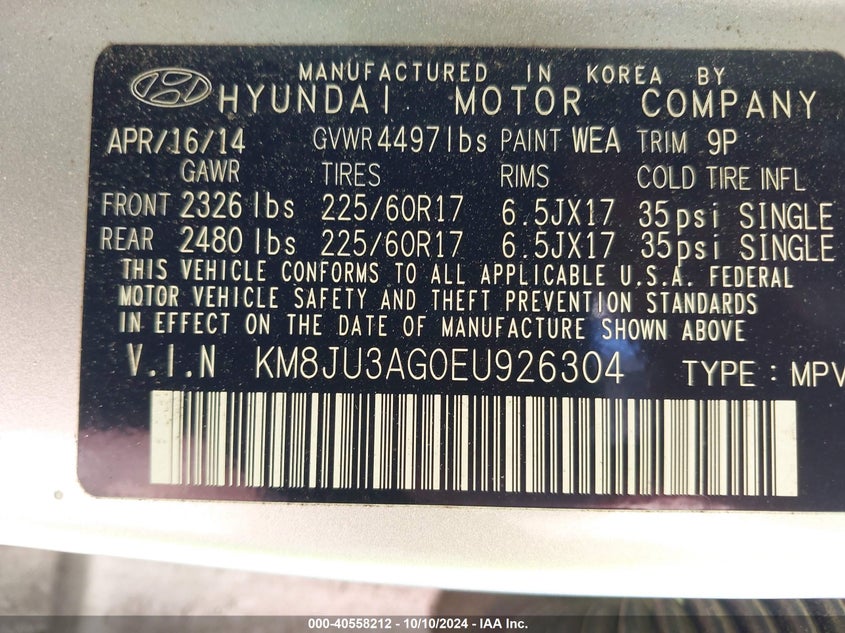 MANUFACTURED IN KOREA BY
HYUNDAI MOTOR COMPANY
APR/16/14 GVWR 4497lbs PAINT WEA TRIM 9P
GAWR TIRES RIMS COLD TIRE INFL
FRONT 2326 lbs 225/60R17 6.5JX17 35psi SINGLE
REAR 2480 lbs 225/60R17 6.5JX17 35psi SINGLE
THIS VEHICLE CONFORMS TO ALL APPLICABLE U.S.A. FEDERAL
MOTOR VEHICLE SAFETY AND THEFT PREVENTION STANDARDS
IN EFFECT ON THE DATE OF MANUFACTURE SHOWN ABOVE
V.I.N KM8JU3AG0EU926304 TYPE : MPV
000-40558212 - 10/10/2024 - IAA Inc.